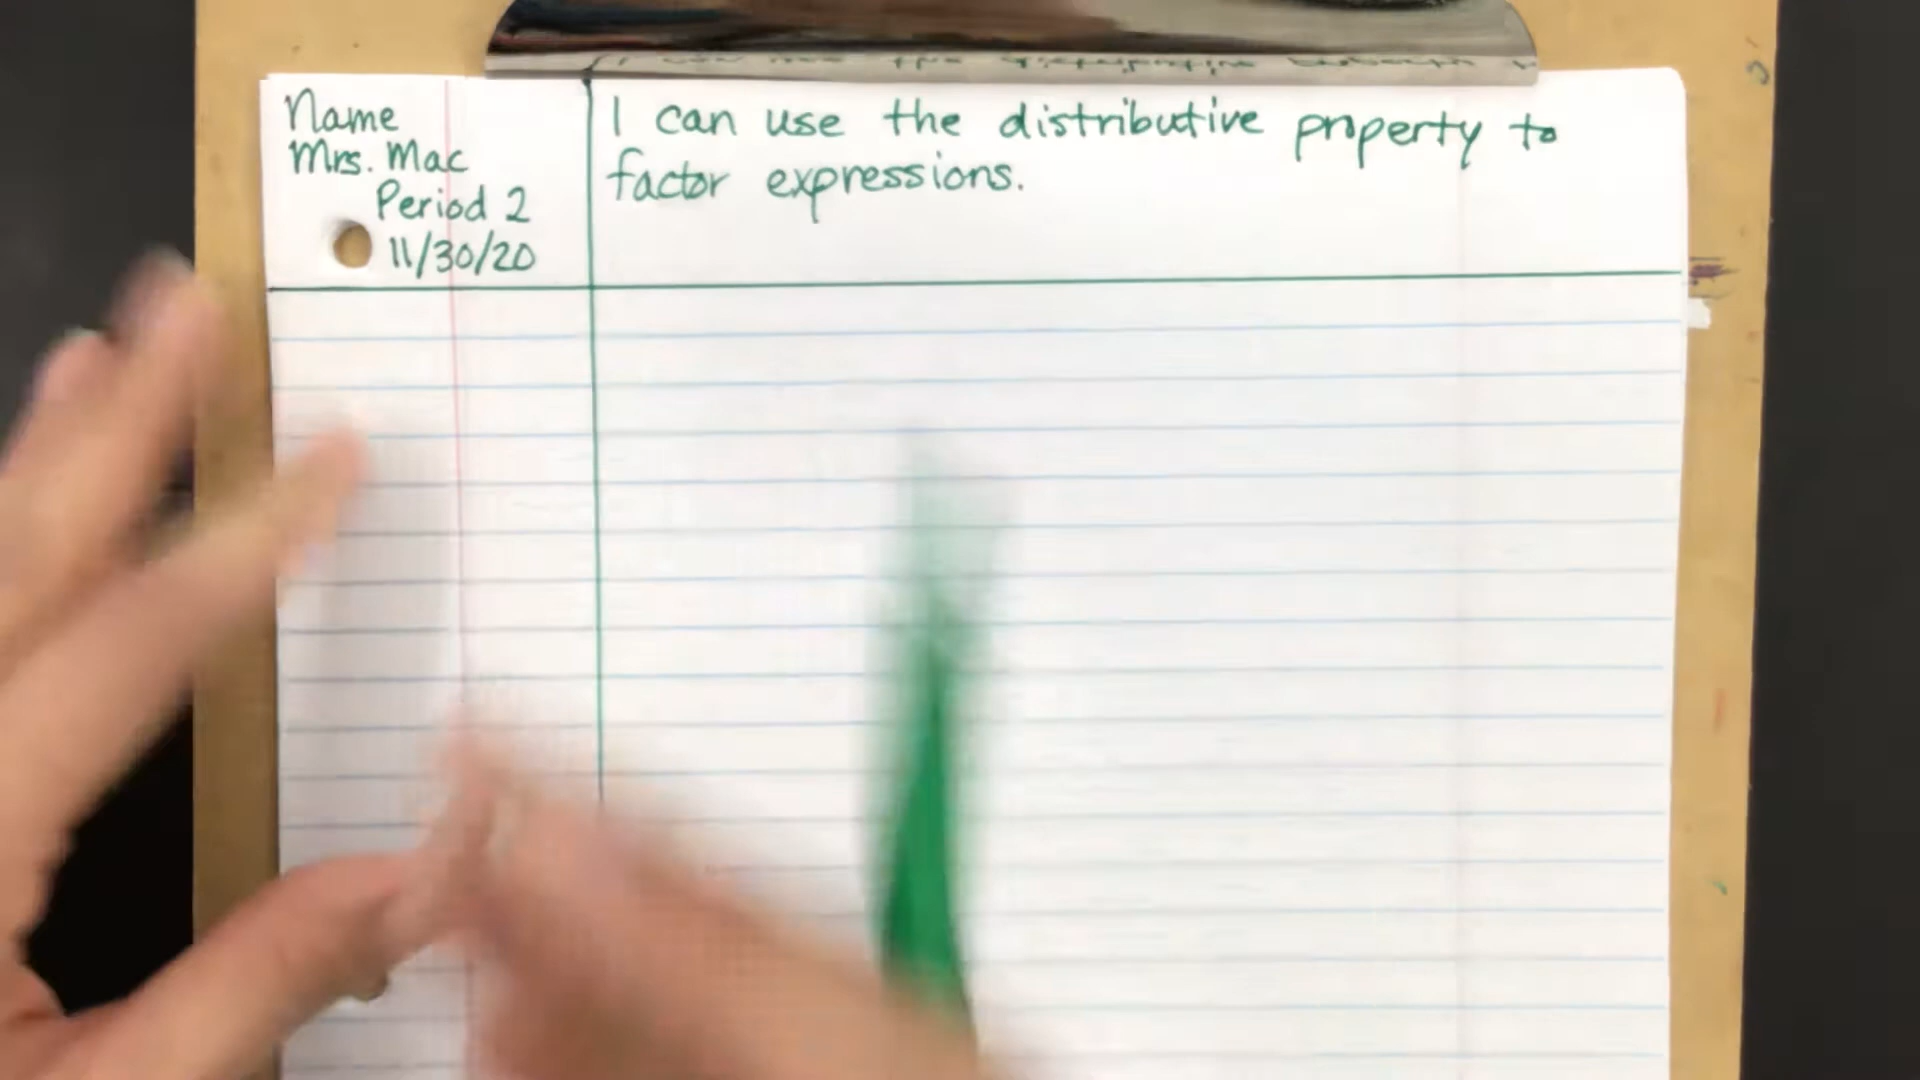 Name
Mrs. Mac
Period 2
11/30/20
I can use the distributive property to
factor expressions.